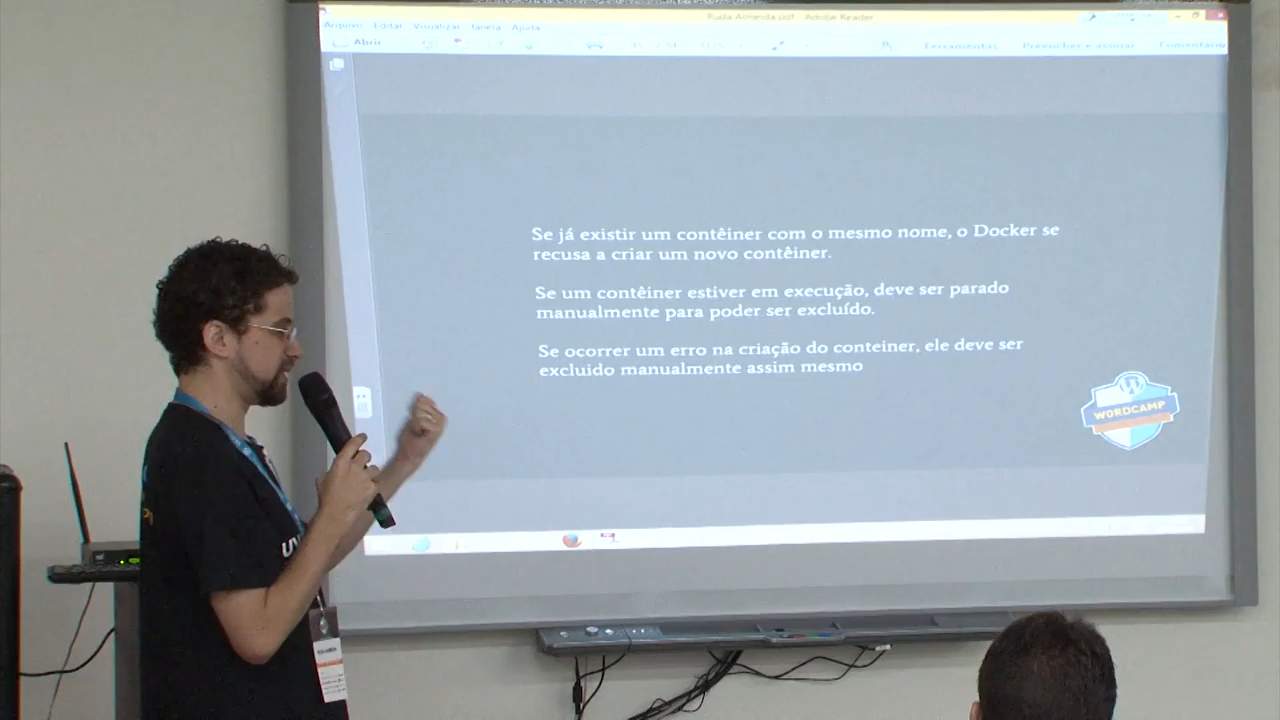 Arquivo Editar Visualizar Janela Ajuda
Adobe Reader
Abrir
Ferramentas
Preencher e assinar
Comentário
Se já existir um contêiner com o mesmo nome, o Docker se
recusa a criar um novo contêiner.
Se um contêiner estiver em execução, deve ser parado
manualmente para poder ser excluído.
Se ocorrer um erro na criação do conteiner, ele deve ser
excluido manualmente assim mesmo
WORDCAMP